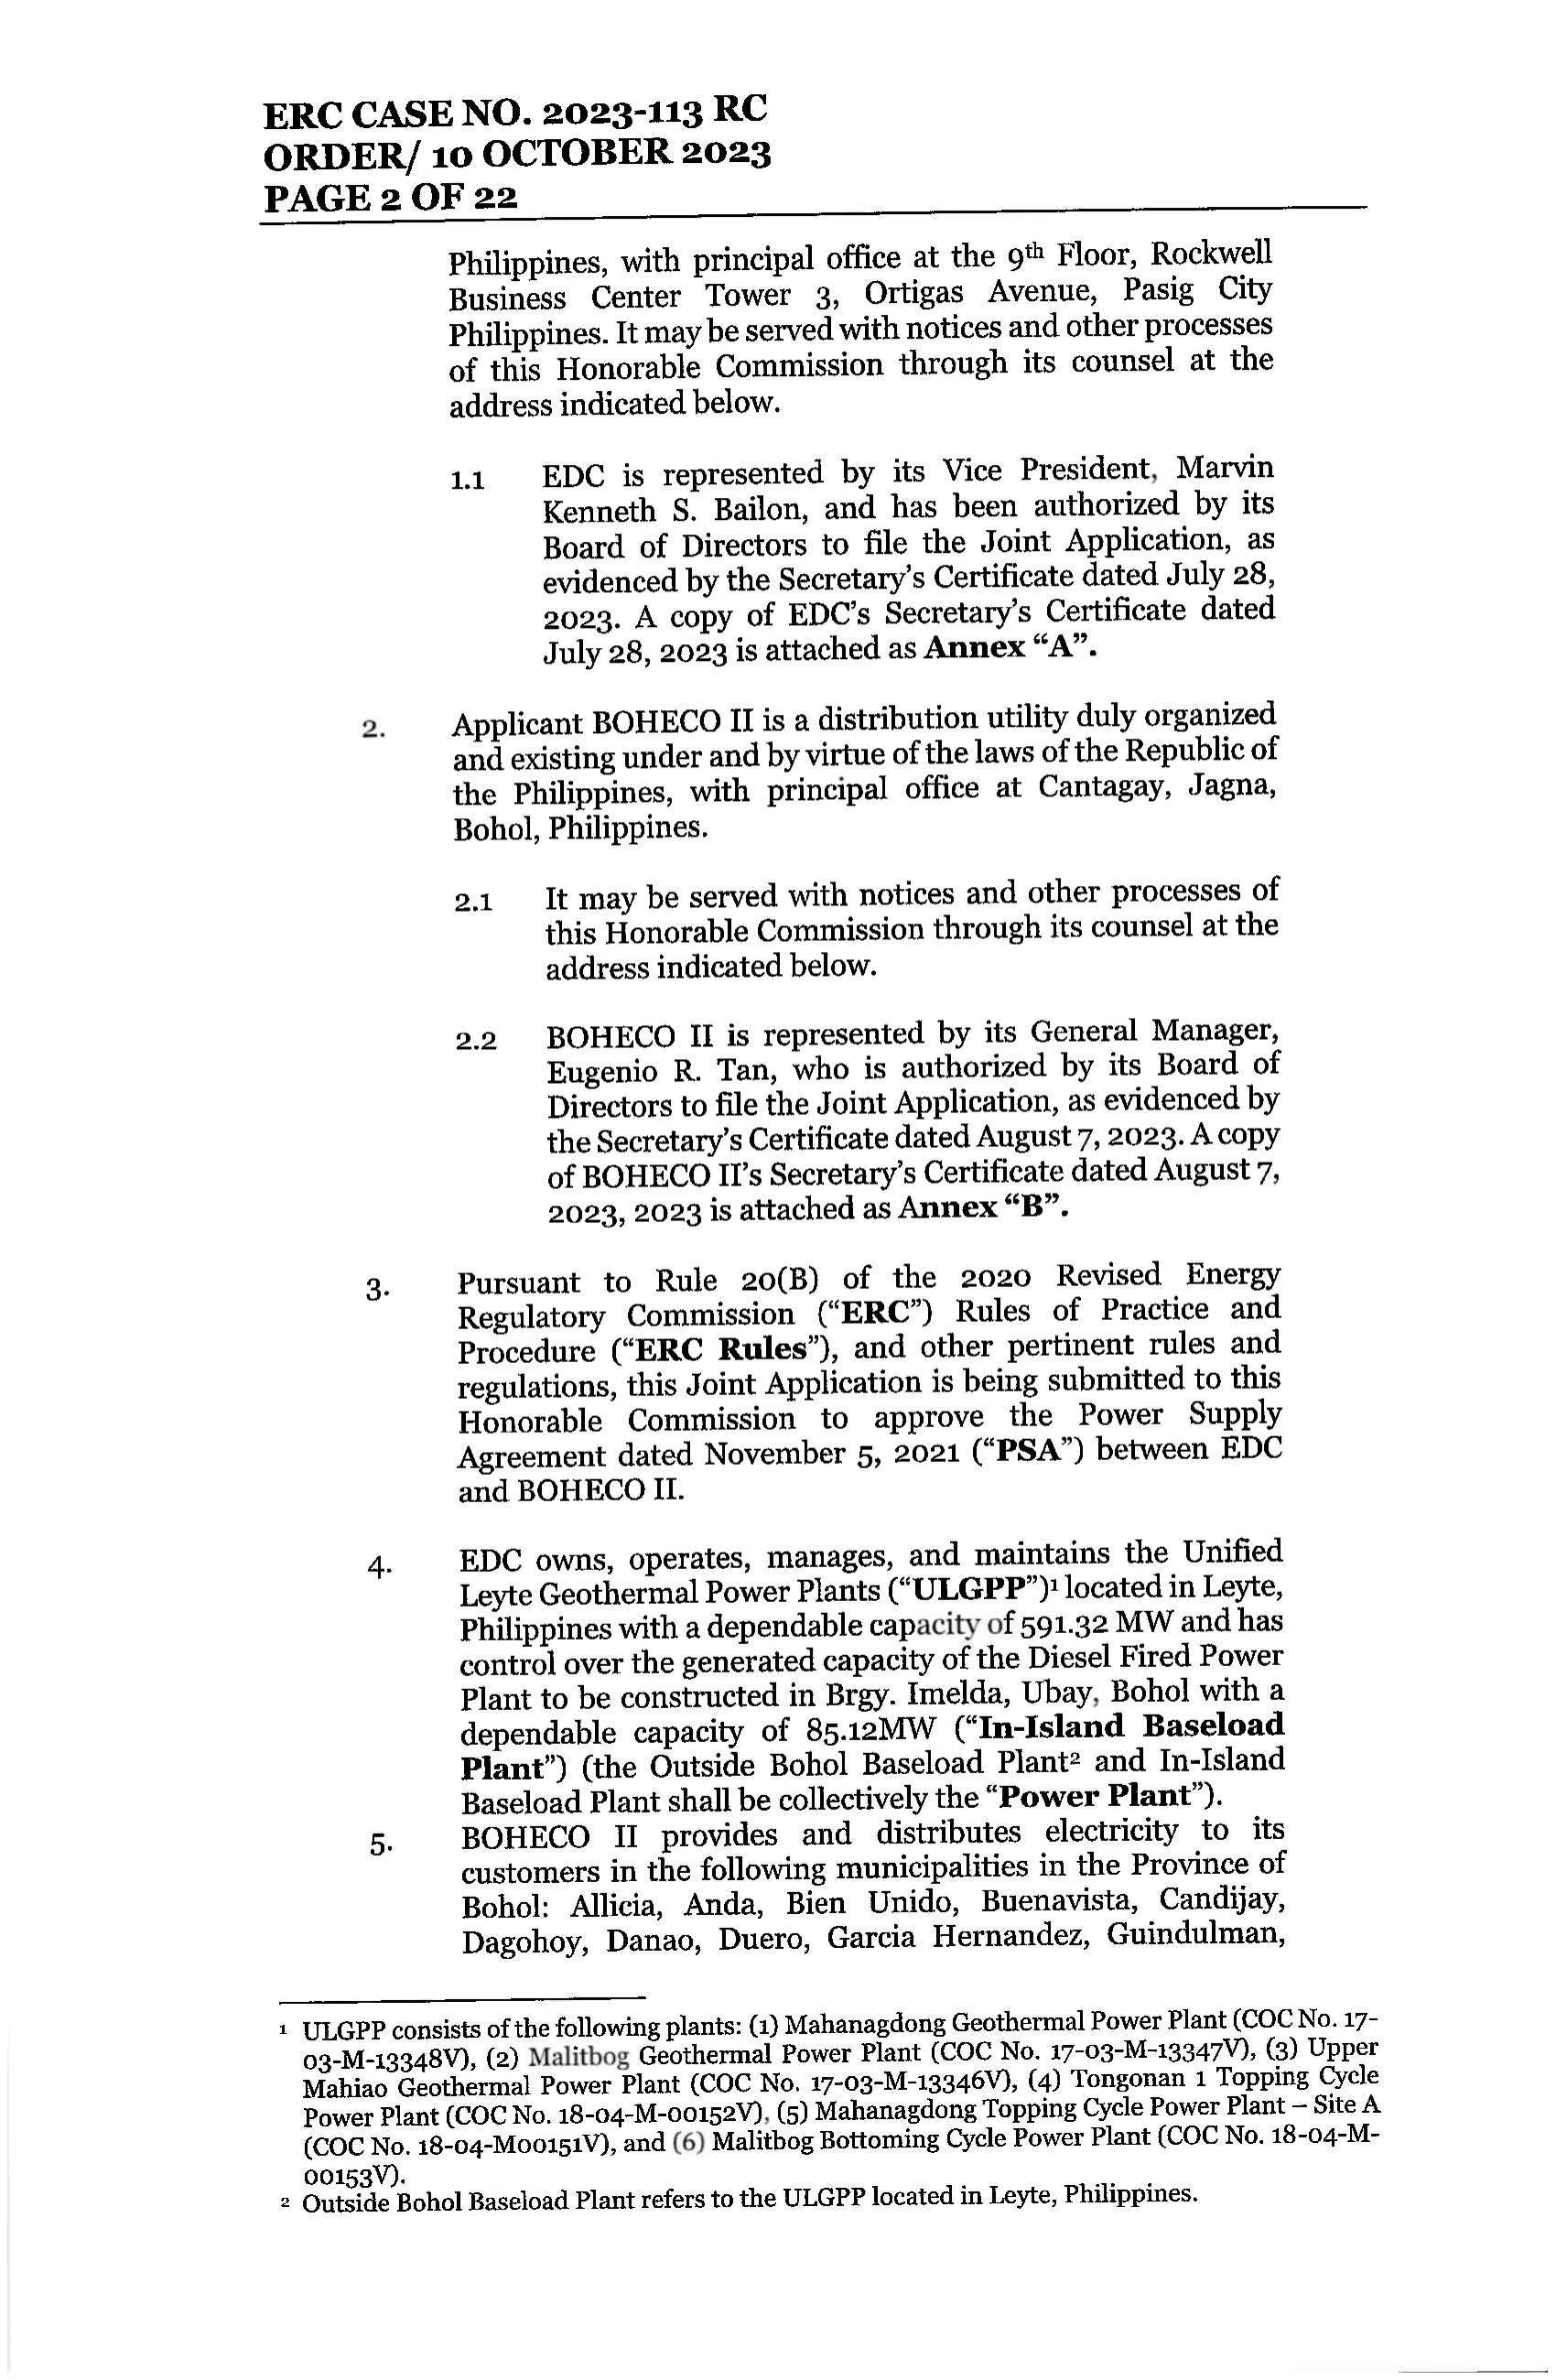 ERC CASE NO. 2023-113 RC
ORDER/ 10 OCTOBER 2023
PAGE 2 OF 22
Philippines, with principal office at the 9th Floor, Rockwell
Business Center Tower 3, Ortigas Avenue, Pasig City
Philippines. It may be served with notices and other processes
of this Honorable Commission through its counsel at the
address indicated below.
1.1 EDC is represented by its Vice President, Marvin
Kenneth S. Bailon, and has been authorized by its
Board of Directors to file the Joint Application, as
evidenced by the Secretary's Certificate dated July 28,
2023. A copy of EDC's Secretary's Certificate dated
July 28, 2023 is attached as Annex “A”.
2. Applicant BOHECO II is a distribution utility duly organized
and existing under and by virtue of the laws of the Republic of
the Philippines, with principal office at Cantagay, Jagna,
Bohol, Philippines.
2.1 It may be served with notices and other processes of
this Honorable Commission through its counsel at the
address indicated below.
2.2 BOHECO II is represented by its General Manager,
Eugenio R. Tan, who is authorized by its Board of
Directors to file the Joint Application, as evidenced by
the Secretary's Certificate dated August 7, 2023. A copy
of BOHECO II's Secretary's Certificate dated August 7,
2023, 2023 is attached as Annex “B”.
3. Pursuant to Rule 20(B) of the 2020 Revised Energy
Regulatory Commission (“ERC”) Rules of Practice and
Procedure (“ERC Rules”), and other pertinent rules and
regulations, this Joint Application is being submitted to this
Honorable Commission to approve the Power Supply
Agreement dated November 5, 2021 (“PSA”) between EDC
and BOHECO II.
4. EDC owns, operates, manages, and maintains the Unified
Leyte Geothermal Power Plants (“ULGPP”)1 located in Leyte,
Philippines with a dependable capacity of 591.32 MW and has
control over the generated capacity of the Diesel Fired Power
Plant to be constructed in Brgy. Imelda, Ubay, Bohol with a
dependable capacity of 85.12MW (“In-Island Baseload
Plant”) (the Outside Bohol Baseload Plant2 and In-Island
Baseload Plant shall be collectively the “Power Plant”).
5. BOHECO II provides and distributes electricity to its
customers in the following municipalities in the Province of
Bohol: Allicia, Anda, Bien Unido, Buenavista, Candijay,
Dagohoy, Danao, Duero, Garcia Hernandez, Guindulman,
1 ULGPP consists of the following plants: (1) Mahanagdong Geothermal Power Plant (COC No. 17-
03-M-13348V), (2) Malitbog Geothermal Power Plant (COC No. 17-03-M-13347V), (3) Upper
Mahiao Geothermal Power Plant (COC No. 17-03-M-13346V), (4) Tongonan 1 Topping Cycle
Power Plant (COC No. 18-04-M-00152V), (5) Mahanagdong Topping Cycle Power Plant – Site A
(COC No. 18-04-M00151V), and (6) Malitbog Bottoming Cycle Power Plant (COC No. 18-04-M-
00153V).
2 Outside Bohol Baseload Plant refers to the ULGPP located in Leyte, Philippines.